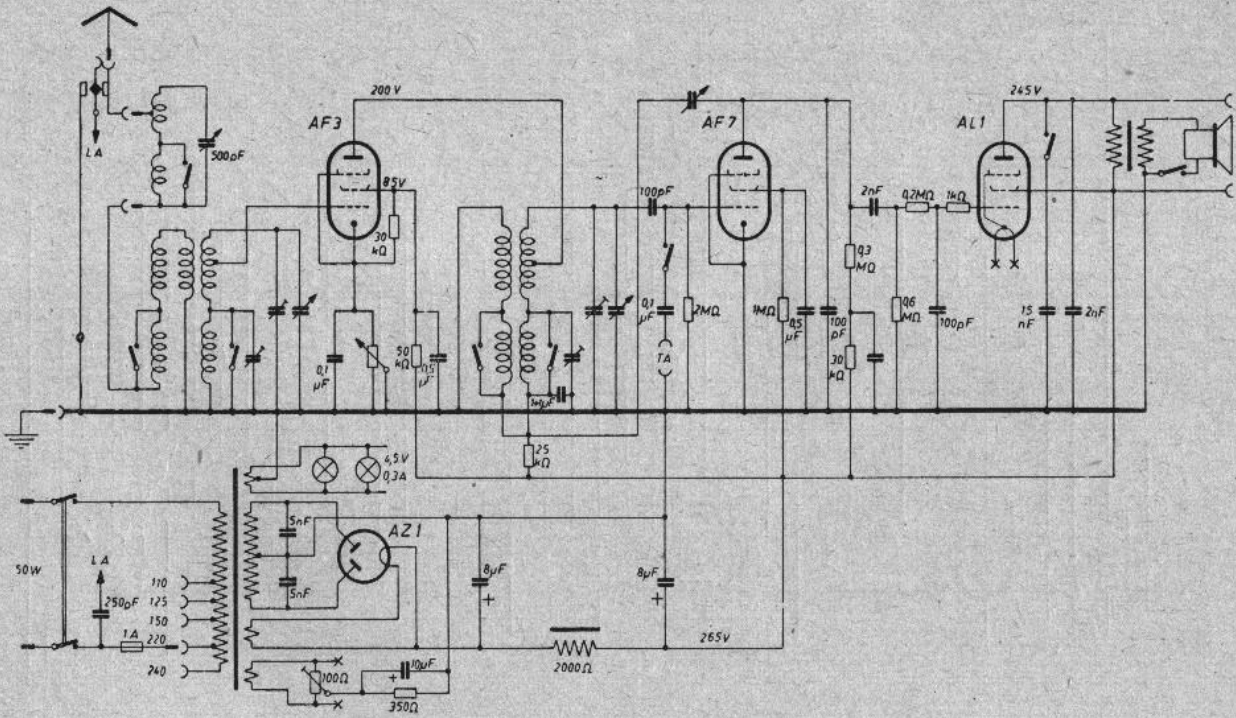 200 V
245V
AF3
AF7
AL1
LA
500pF
85V
30 kΩ
100pF
2nF
0,2MΩ
1kΩ
0,3 MΩ
0,1 µF
50 kΩ
0,5 µF
0,1 µF
2MΩ
1MΩ
0,5 µF
100 pF
0,6 MΩ
100pF
15 nF
2nF
TA
30 kΩ
25 kΩ
4,5V
0,3A
5nF
AZ1
5nF
50W
LA
250pF
110
125
150
1A
220
240
8µF
+
8µF
+
265V
2000Ω
100Ω
10µF
+
350Ω